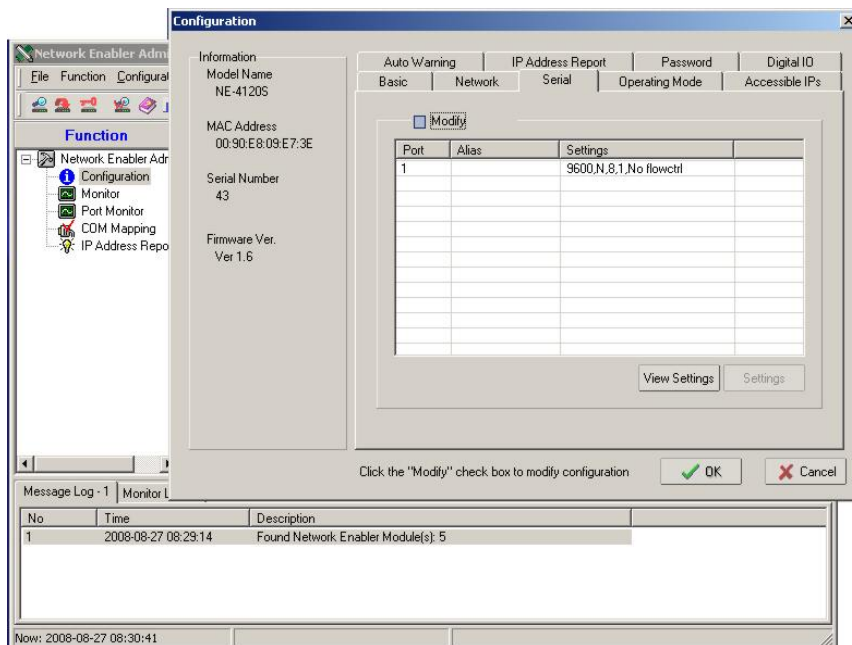 Configuration
Network Enabler Admi
File Function Configurat
Function
Network Enabler Adr
Configuration
Monitor
Port Monitor
COM Mapping
IP Address Repo
Information
Model Name
NE-4120S
MAC Address
00:90:E8:09:E7:3E
Serial Number
43
Firmware Ver.
Ver 1.6
Auto Warning IP Address Report Password Digital IO
Basic Network Serial Operating Mode Accessible IPs
Modify
Port Alias Settings
1 9600,N,8,1,No flowctrl
View Settings Settings
Click the "Modify" check box to modify configuration OK Cancel
Message Log - 1 Monitor L
No Time Description
1 2008-08-27 08:29:14 Found Network Enabler Module(s): 5
Now: 2008-08-27 08:30:41